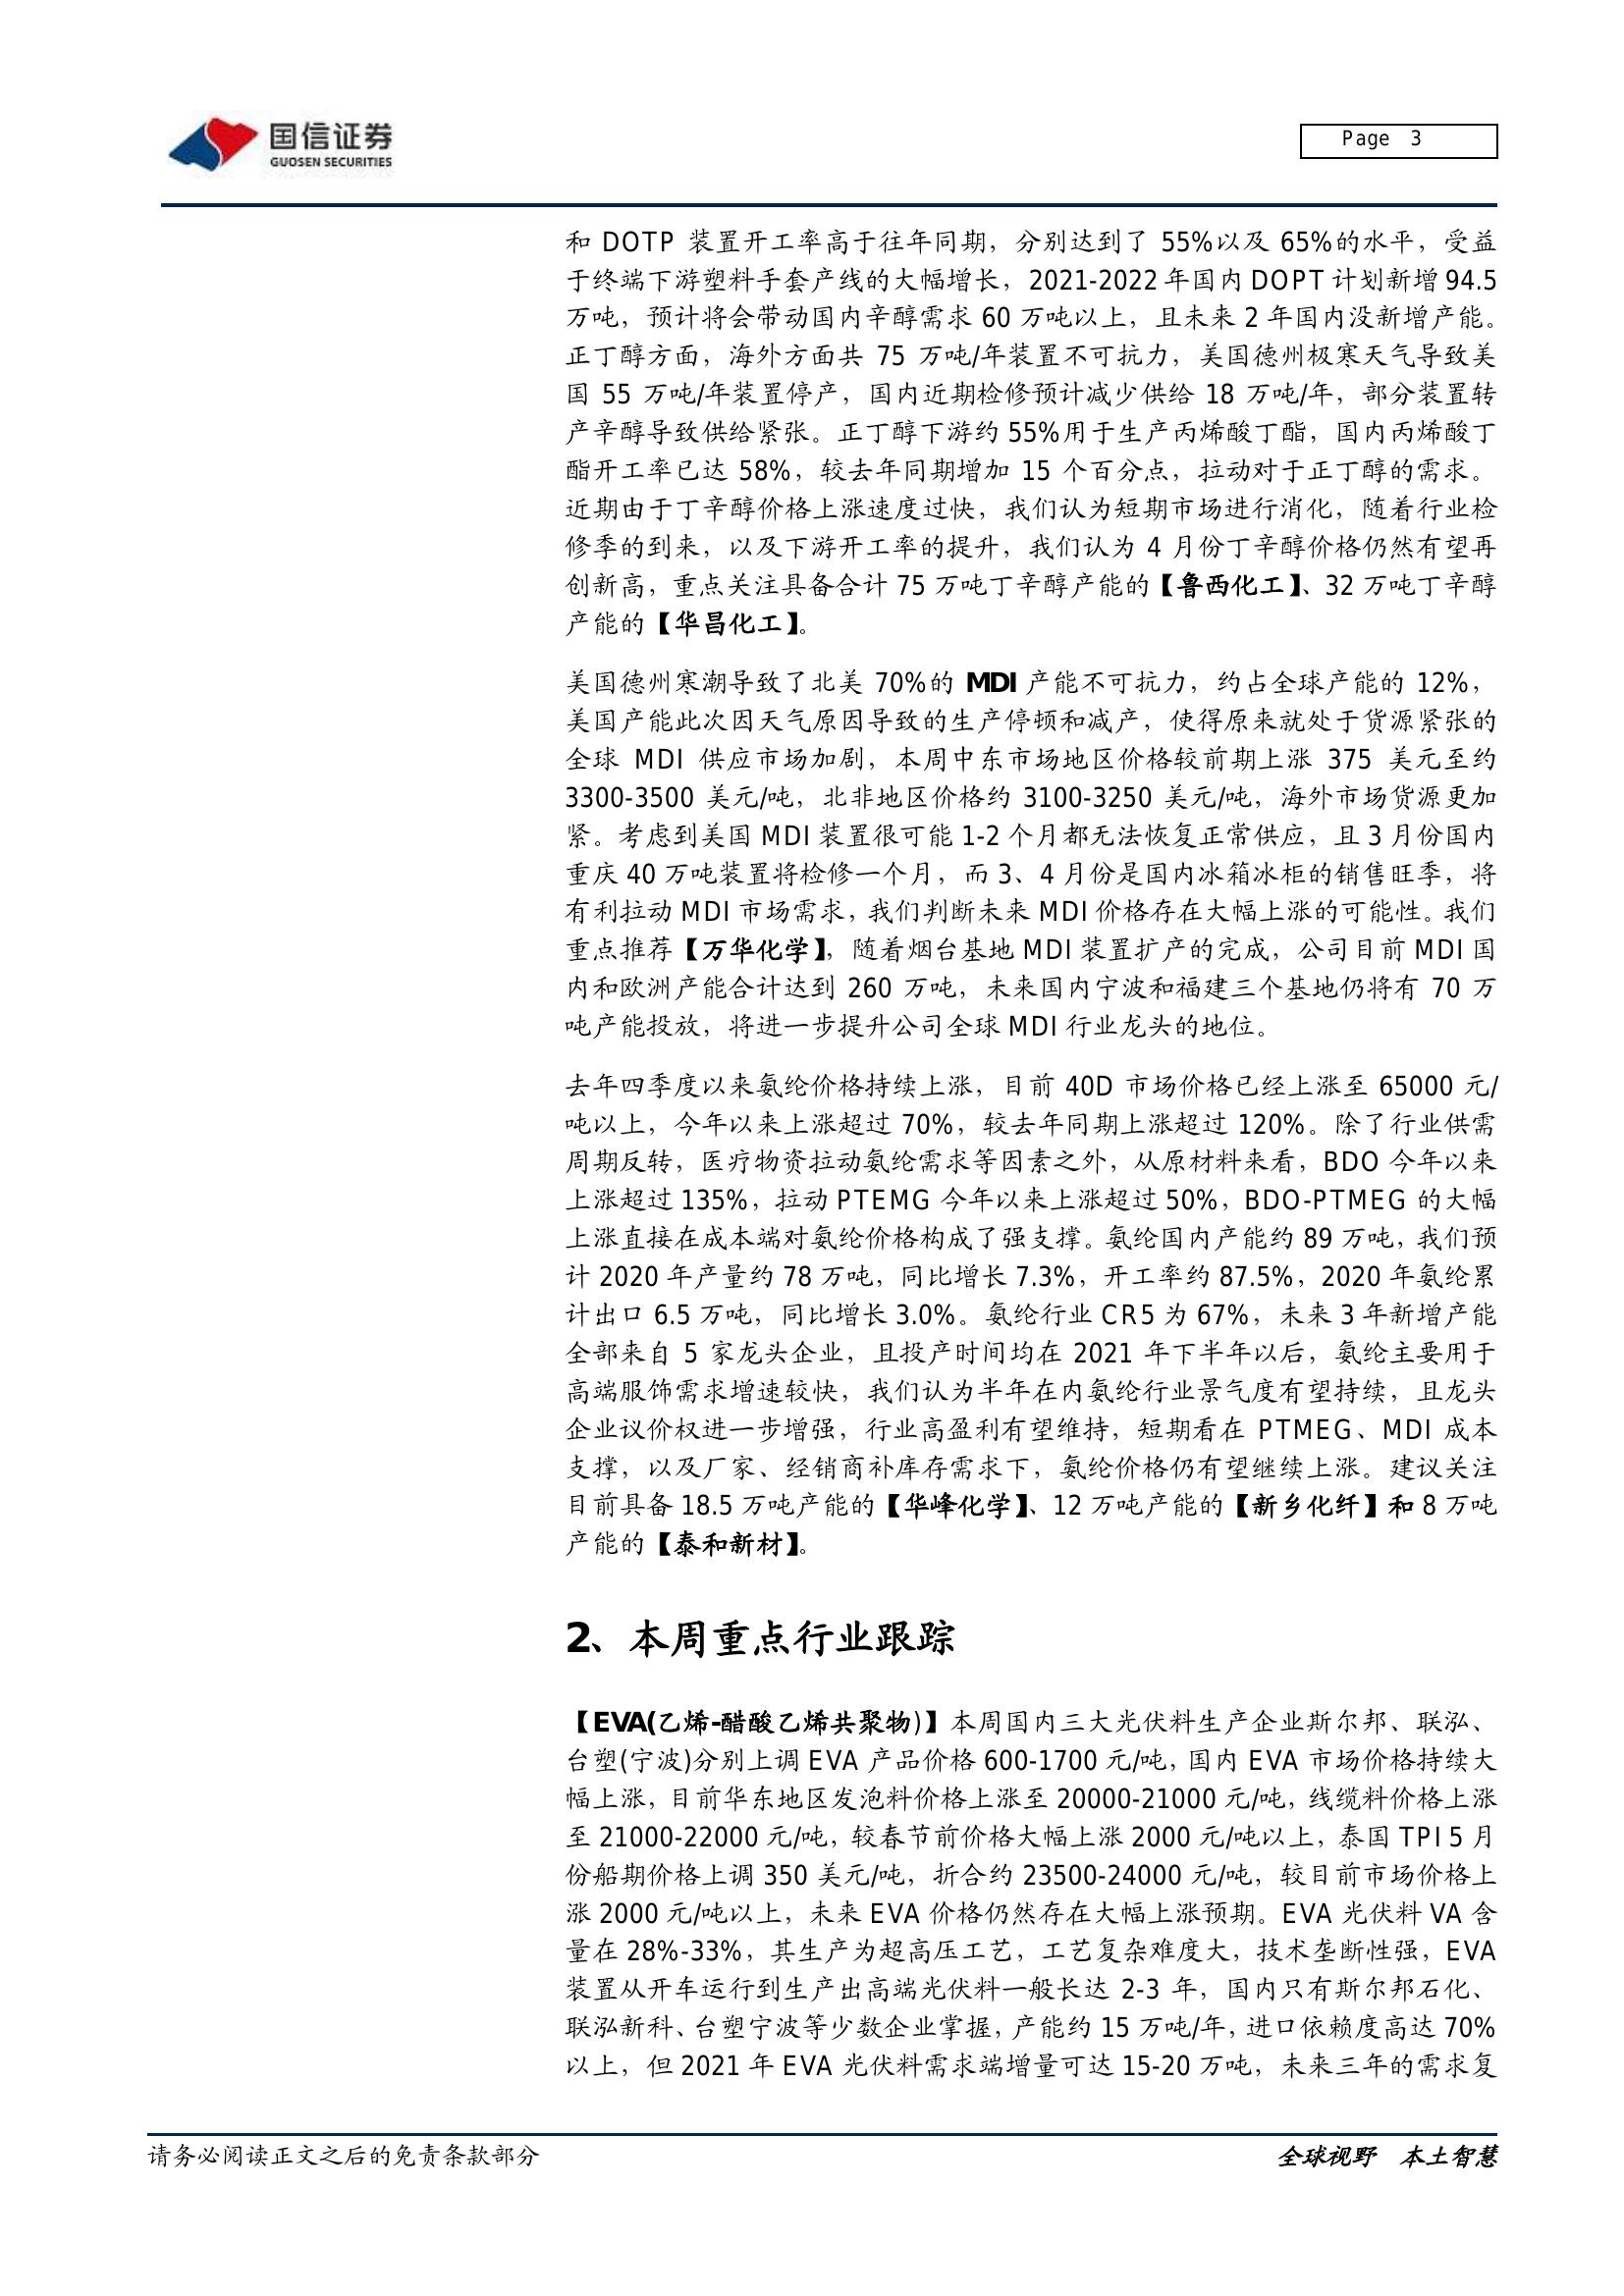 国信证券
GUOSEN SECURITIES
Page 3
和 DOTP 装置开工率高于往年同期，分别达到了 55%以及 65%的水平，受益
于终端下游塑料手套产线的大幅增长，2021-2022 年国内 DOPT 计划新增 94.5
万吨，预计将会带动国内辛醇需求 60 万吨以上，且未来 2 年国内没新增产能。
正丁醇方面，海外方面共 75 万吨/年装置不可抗力，美国德州极寒天气导致美
国 55 万吨/年装置停产，国内近期检修预计减少供给 18 万吨/年，部分装置转
产辛醇导致供给紧张。正丁醇下游约 55%用于生产丙烯酸丁酯，国内丙烯酸丁
酯开工率已达 58%，较去年同期增加 15 个百分点，拉动对于正丁醇的需求。
近期由于丁辛醇价格上涨速度过快，我们认为短期市场进行消化，随着行业检
修季的到来，以及下游开工率的提升，我们认为 4 月份丁辛醇价格仍然有望再
创新高，重点关注具备合计 75 万吨丁辛醇产能的【鲁西化工】、32 万吨丁辛醇
产能的【华昌化工】。
美国德州寒潮导致了北美 70%的 MDI 产能不可抗力，约占全球产能的 12%，
美国产能此次因天气原因导致的生产停顿和减产，使得原来就处于货源紧张的
全球 MDI 供应市场加剧，本周中东市场地区价格较前期上涨 375 美元至约
3300-3500 美元/吨，北非地区价格约 3100-3250 美元/吨，海外市场货源更加
紧。考虑到美国 MDI 装置很可能 1-2 个月都无法恢复正常供应，且 3 月份国内
重庆 40 万吨装置将检修一个月，而 3、4 月份是国内冰箱冰柜的销售旺季，将
有利拉动 MDI 市场需求，我们判断未来 MDI 价格存在大幅上涨的可能性。我们
重点推荐【万华化学】，随着烟台基地 MDI 装置扩产的完成，公司目前 MDI 国
内和欧洲产能合计达到 260 万吨，未来国内宁波和福建三个基地仍将有 70 万
吨产能投放，将进一步提升公司全球 MDI 行业龙头的地位。
去年四季度以来氨纶价格持续上涨，目前 40D 市场价格已经上涨至 65000 元/
吨以上，今年以来上涨超过 70%，较去年同期上涨超过 120%。除了行业供需
周期反转，医疗物资拉动氨纶需求等因素之外，从原材料来看，BDO 今年以来
上涨超过 135%，拉动 PTEMG 今年以来上涨超过 50%，BDO-PTMEG 的大幅
上涨直接在成本端对氨纶价格构成了强支撑。氨纶国内产能约 89 万吨，我们预
计 2020 年产量约 78 万吨，同比增长 7.3%，开工率约 87.5%，2020 年氨纶累
计出口 6.5 万吨，同比增长 3.0%。氨纶行业 CR5 为 67%，未来 3 年新增产能
全部来自 5 家龙头企业，且投产时间均在 2021 年下半年以后，氨纶主要用于
高端服饰需求增速较快，我们认为半年在内氨纶行业景气度有望持续，且龙头
企业议价权进一步增强，行业高盈利有望维持，短期看在 PTMEG、MDI 成本
支撑，以及厂家、经销商补库存需求下，氨纶价格仍有望继续上涨。建议关注
目前具备 18.5 万吨产能的【华峰化学】、12 万吨产能的【新乡化纤】和 8 万吨
产能的【泰和新材】。
2、本周重点行业跟踪
【EVA(乙烯-醋酸乙烯共聚物)】本周国内三大光伏料生产企业斯尔邦、联泓、
台塑(宁波)分别上调 EVA 产品价格 600-1700 元/吨，国内 EVA 市场价格持续大
幅上涨，目前华东地区发泡料价格上涨至 20000-21000 元/吨，线缆料价格上涨
至 21000-22000 元/吨，较春节前价格大幅上涨 2000 元/吨以上，泰国 TPI 5 月
份船期价格上调 350 美元/吨，折合约 23500-24000 元/吨，较目前市场价格上
涨 2000 元/吨以上，未来 EVA 价格仍然存在大幅上涨预期。EVA 光伏料 VA 含
量在 28%-33%，其生产为超高压工艺，工艺复杂难度大，技术垄断性强，EVA
装置从开车运行到生产出高端光伏料一般长达 2-3 年，国内只有斯尔邦石化、
联泓新科、台塑宁波等少数企业掌握，产能约 15 万吨/年，进口依赖度高达 70%
以上，但 2021 年 EVA 光伏料需求端增量可达 15-20 万吨，未来三年的需求复
请务必阅读正文之后的免责条款部分
全球视野 本土智慧